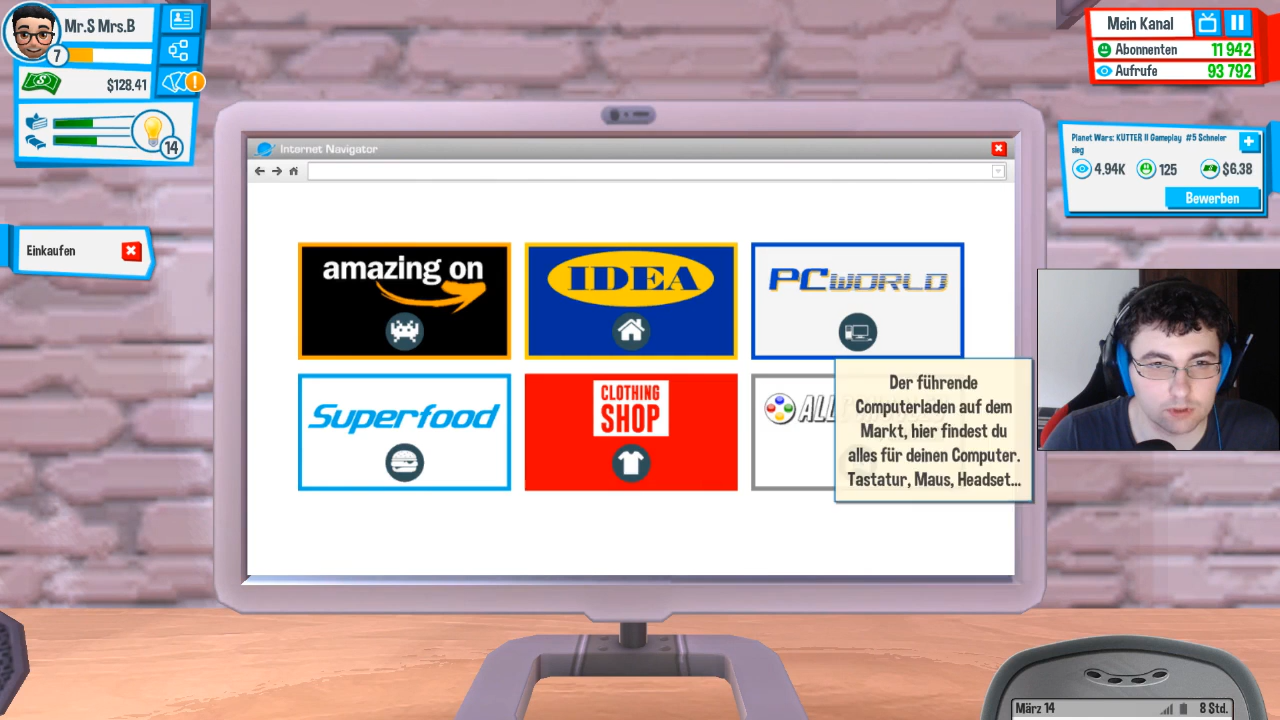 Mr.S Mrs.B
7
$128.41
14
Einkaufen
Mein Kanal
Abonnenten 11 942
Aufrufe 93 792
Planet Wars: KUTTER II Gameplay #5 Schneler
sieg
4.94K 125 $6.38
Bewerben
Internet Navigator
amazing on
IDEA
PCWORLD
Superfood
CLOTHING
SHOP
ALL
Der führende
Computerladen auf dem
Markt, hier findest du
alles für deinen Computer.
Tastatur, Maus, Headset...
März 14 8 Std.